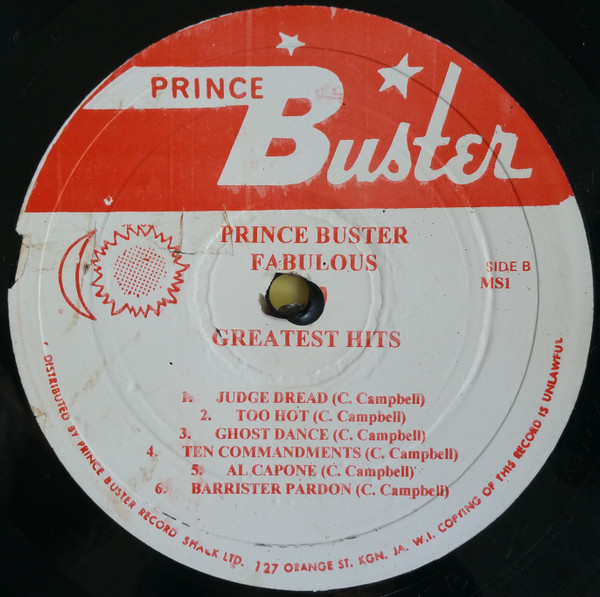 PRINCE
Buster
PRINCE BUSTER
FABULOUS
GREATEST HITS
SIDE B
MS1
1. JUDGE DREAD (C. Campbell)
2. TOO HOT (C. Campbell)
3. GHOST DANCE (C. Campbell)
4. TEN COMMANDMENTS (C. Campbell)
5. AL CAPONE (C. Campbell)
6. BARRISTER PARDON (C. Campbell)
DISTRIBUTED BY PRINCE BUSTER RECORD SHACK LTD. 127 ORANGE ST. KGN. JA. W.I. COPYING OF THIS RECORD IS UNLAWFUL